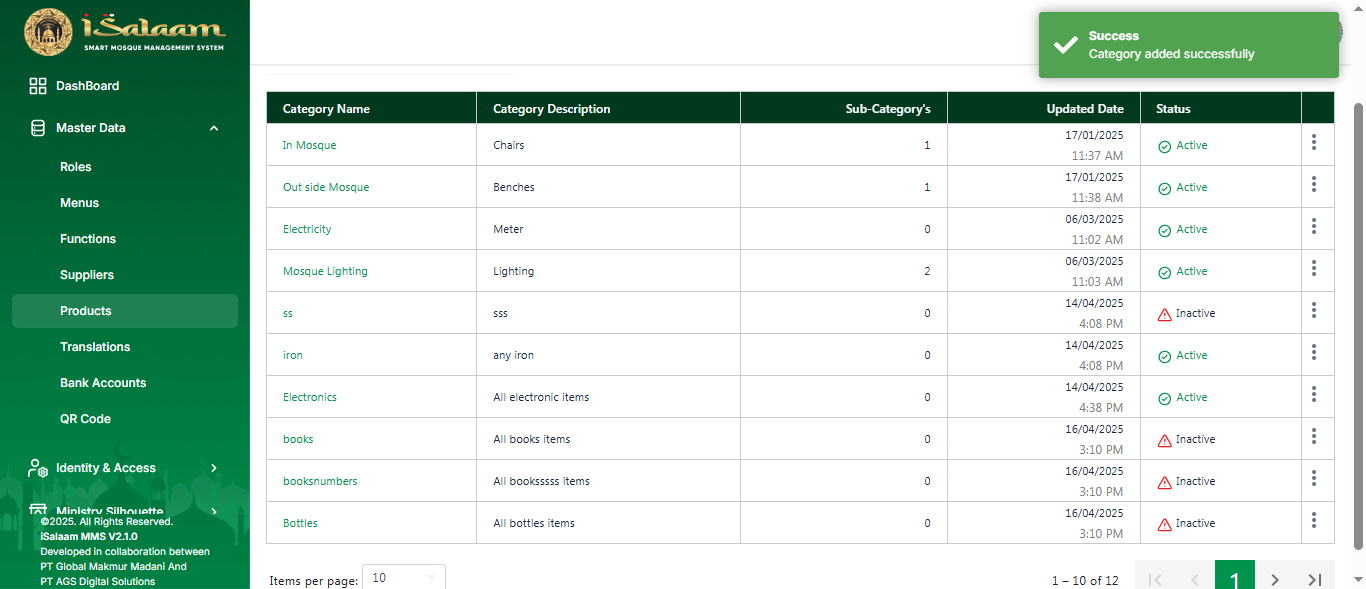 iSalaam
SMART MOSQUE MANAGEMENT SYSTEM
DashBoard
Master Data
Roles
Menus
Functions
Suppliers
Products
Translations
Bank Accounts
QR Code
Identity & Access
Ministry Silhouette
©2025. All Rights Reserved.
iSalaam MMS V2.1.0
Developed in collaboration between
PT Global Makmur Madani And
PT AGS Digital Solutions
Success
Category added successfully
Category Name Category Description Sub-Category's Updated Date Status
In Mosque Chairs 1 17/01/2025 11:37 AM Active
Out side Mosque Benches 1 17/01/2025 11:38 AM Active
Electricity Meter 0 06/03/2025 11:02 AM Active
Mosque Lighting Lighting 2 06/03/2025 11:03 AM Active
ss sss 0 14/04/2025 4:08 PM Inactive
iron any iron 0 14/04/2025 4:08 PM Active
Electronics All electronic items 0 14/04/2025 4:38 PM Active
books All books items 0 16/04/2025 3:10 PM Inactive
booksnumbers All booksssss items 0 16/04/2025 3:10 PM Inactive
Bottles All bottles items 0 16/04/2025 3:10 PM Inactive
Items per page: 10 1 – 10 of 12 1